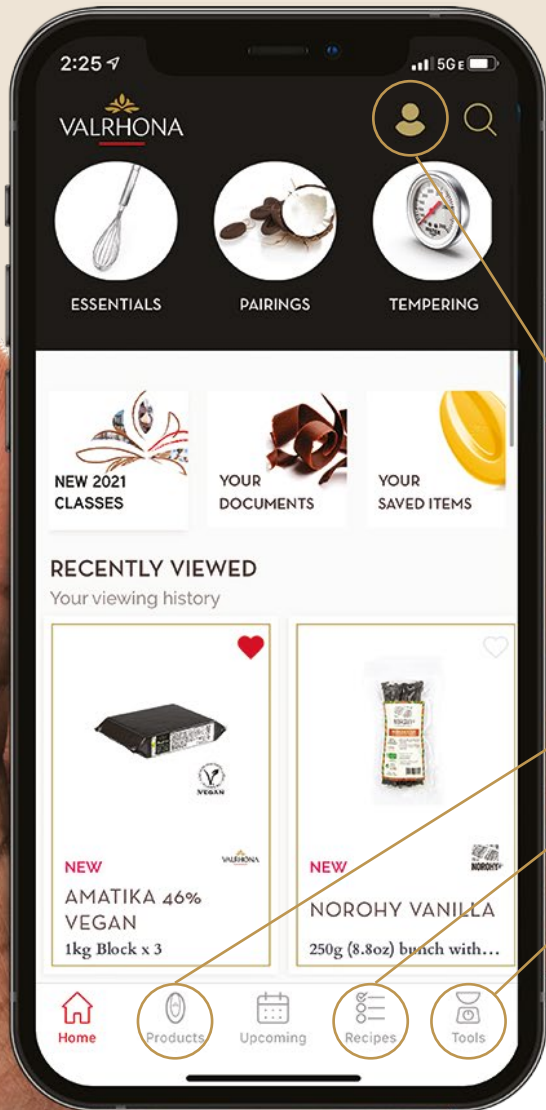 2:25
5GE
VALRHONA
ESSENTIALS
PAIRINGS
TEMPERING
NEW 2021
CLASSES
YOUR
DOCUMENTS
YOUR
SAVED ITEMS
RECENTLY VIEWED
Your viewing history
VEGAN
NOROHY
NEW
VALRHONA
AMATIKA 46%
VEGAN
1kg Block x 3
NEW
NOROHY
NOROHY VANILLA
250g (8.8oz) bunch with...
Home
Products
Upcoming
Recipes
Tools